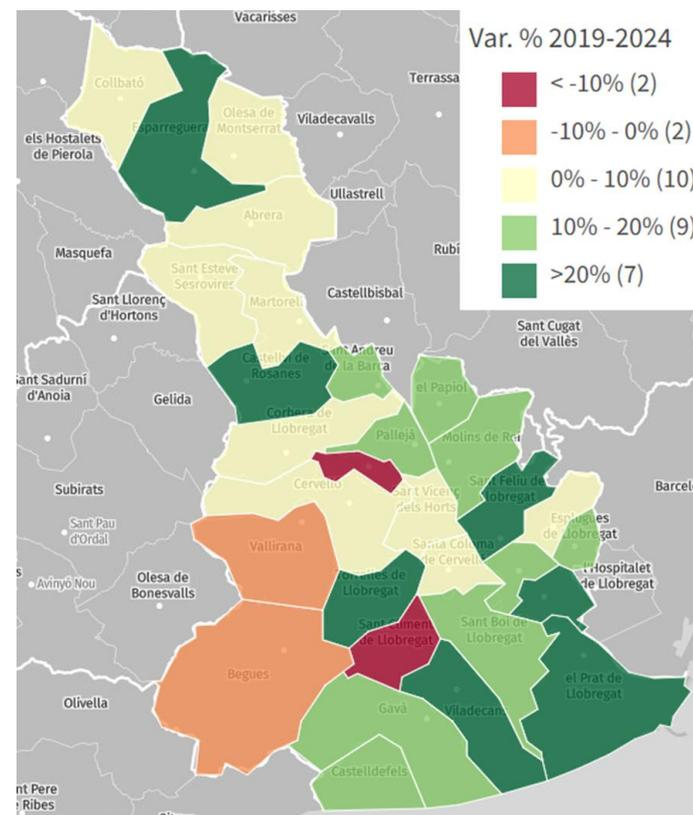 Vacarisses
Var. % 2019-2024
< -10% (2)
-10% - 0% (2)
0% - 10% (10)
10% - 20% (9)
>20% (7)
Collbató
Terrassa
Esparreguera
Olesa de
Montserrat
Viladecavalls
els Hostalets
de Pierola
Ullastrell
Abrera
Rubí
Masquefa
Sant Esteve
Sesrovires
Castellbisbal
Martorell
Sant Llorenç
d'Hortons
Sant Cugat
del Vallès
Sant Andreu
de la Barca
Castellví de
Rosanes
Sant Sadurní
d'Anoia
el Papiol
Gelida
Corbera de
Llobregat
Pallejà
Molins de Rei
Cervelló
Sant Feliu de
Llobregat
Subirats
Barcel
Sant Vicenç
dels Horts
Sant Pau
d'Ordal
Esplugues
de Llobregat
Vallirana
Santa Coloma
de Cervelló
Avinyó Nou
Olesa de
Bonesvalls
Torrelles de
Llobregat
l'Hospitalet
de Llobregat
Sant Climent
de Llobregat
Sant Boi de
Llobregat
Begues
el Prat de
Llobregat
Olivella
Gavà
Viladecans
Castelldefels
nt Pere
e Ribes